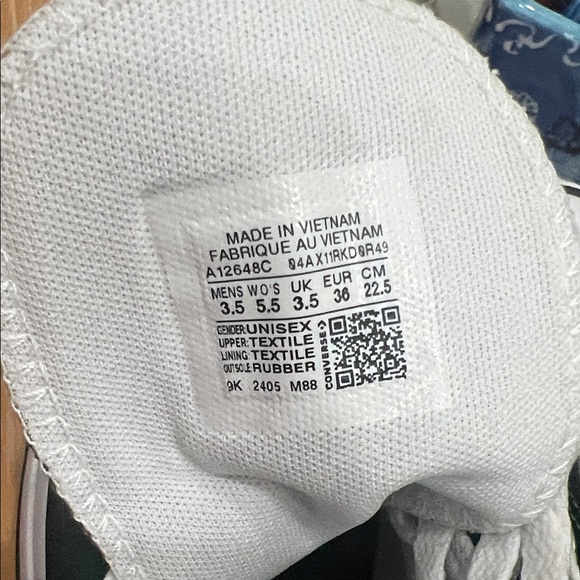 MADE IN VIETNAM
FABRIQUE AU VIETNAM
A12648C 04AX11RKD0R49
MENS WO'S UK EUR CM
3.5 5.5 3.5 36 22.5
GENDER:UNISEX
UPPER:TEXTILE
LINING:TEXTILE
OUTSOLE:RUBBER
9K 2405 M88
CONVERSE